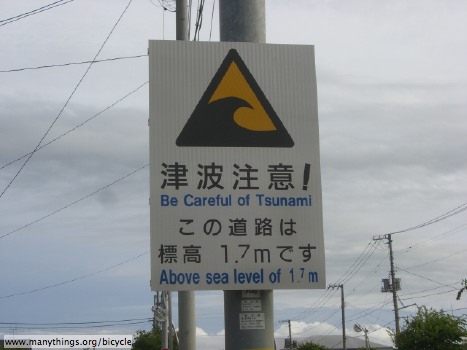 津波注意!
Be Careful of Tsunami
この道路は
標高 1.7mです
Above sea level of 1.7m
www.manythings.org/bicycle